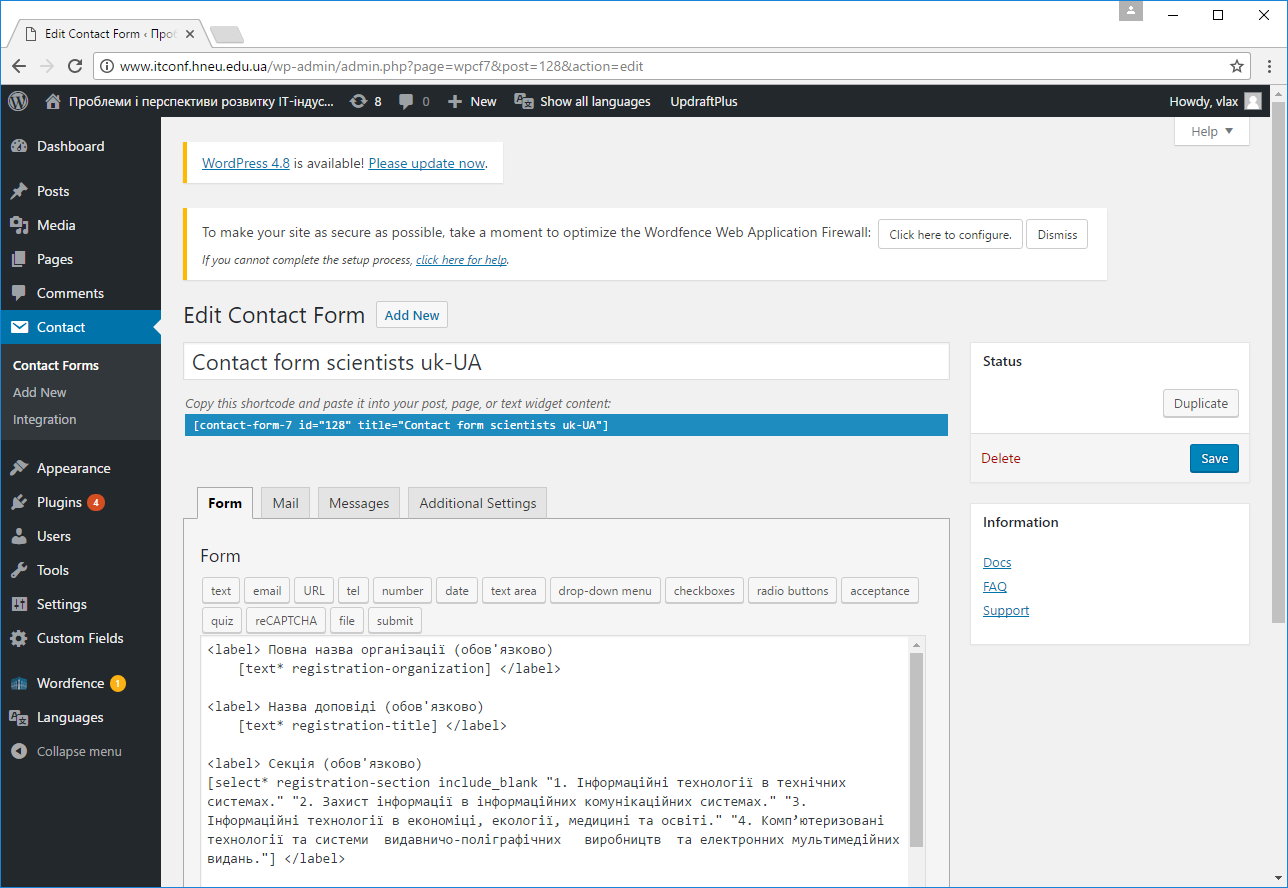 Edit Contact Form ‹ Проб
www.itconf.hneu.edu.ua/wp-admin/admin.php?page=wpcf7&post=128&action=edit
Проблеми і перспективи розвитку ІТ-індус... 8 0 New Show all languages UpdraftPlus Howdy, vlax
Help
Dashboard
Posts
Media
Pages
Comments
Contact
Contact Forms
Add New
Integration
Appearance
Plugins 4
Users
Tools
Settings
Custom Fields
Wordfence 1
Languages
Collapse menu
WordPress 4.8 is available! Please update now.
To make your site as secure as possible, take a moment to optimize the Wordfence Web Application Firewall: Click here to configure. Dismiss
If you cannot complete the setup process, click here for help.
Edit Contact Form Add New
Contact form scientists uk-UA
Copy this shortcode and paste it into your post, page, or text widget content:
[contact-form-7 id="128" title="Contact form scientists uk-UA"]
Form Mail Messages Additional Settings
Form
text email URL tel number date text area drop-down menu checkboxes radio buttons acceptance
quiz reCAPTCHA file submit
<label> Повна назва організації (обов'язково)
[text* registration-organization] </label>
<label> Назва доповіді (обов'язково)
[text* registration-title] </label>
<label> Секція (обов'язково)
[select* registration-section include_blank "1. Інформаційні технології в технічних
системах." "2. Захист інформації в інформаційних комунікаційних системах." "3.
Інформаційні технології в економіці, екології, медицині та освіті." "4. Комп’ютеризовані
технології та системи видавничо-поліграфічних виробництв та електронних мультимедійних
видань."] </label>
Status
Duplicate
Delete Save
Information
Docs
FAQ
Support